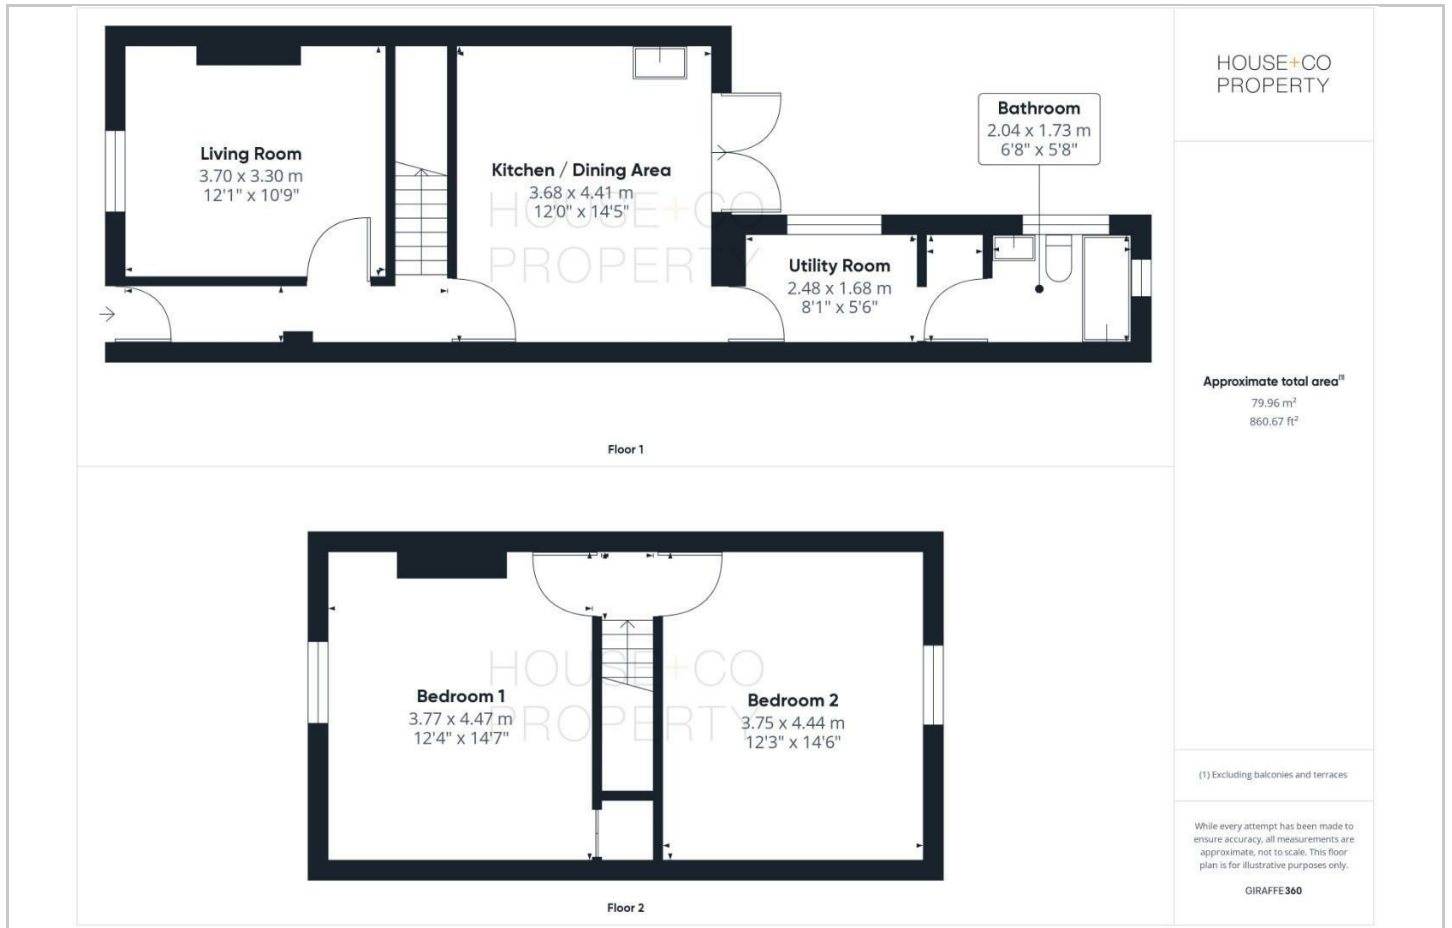 Living Room
3.70 x 3.30 m
12'1" x 10'9"
Kitchen / Dining Area
3.68 x 4.41 m
12'0" x 14'5"
Bathroom
2.04 x 1.73 m
6'8" x 5'8"
Utility Room
2.48 x 1.68 m
8'1" x 5'6"
HOUSE+CO
PROPERTY
Floor 1
Bedroom 1
3.77 x 4.47 m
12'4" x 14'7"
Bedroom 2
3.75 x 4.44 m
12'3" x 14'6"
HOUSE+CO
PROPERTY
Floor 2
HOUSE+CO
PROPERTY
Approximate total area(1)
79.96 m²
860.67 ft²
(1) Excluding balconies and terraces
While every attempt has been made to
ensure accuracy, all measurements are
approximate, not to scale. This floor
plan is for illustrative purposes only.
GIRAFFE360